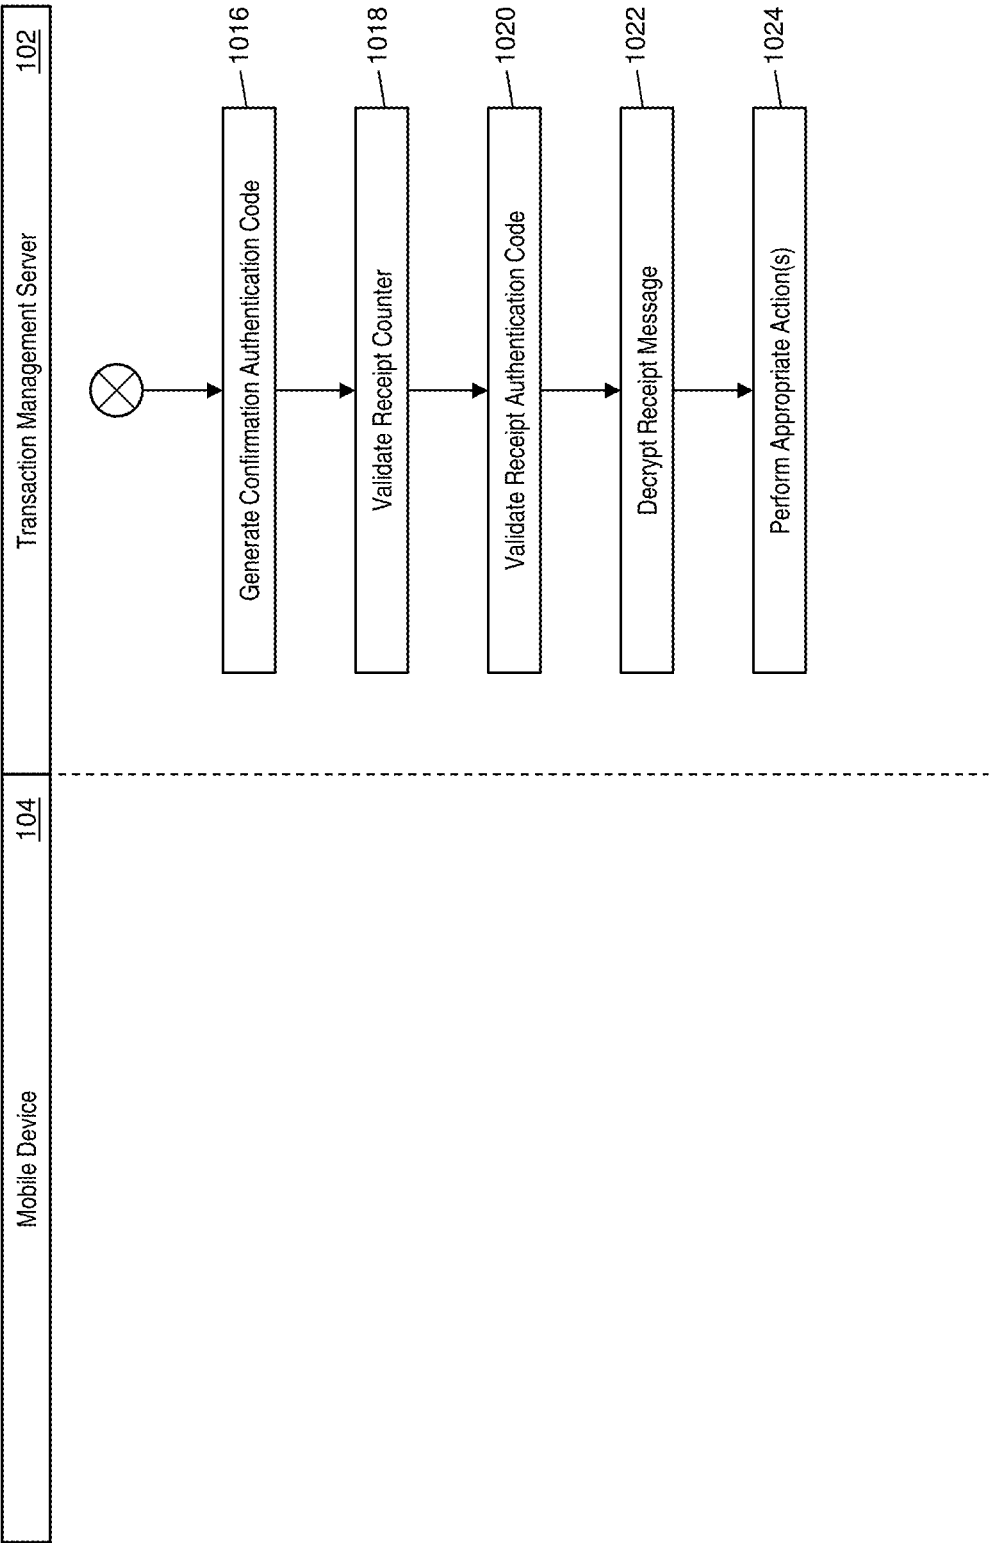 Mobile Device 104
Transaction Management Server 102
Generate Confirmation Authentication Code 1016
Validate Receipt Counter 1018
Validate Receipt Authentication Code 1020
Decrypt Receipt Message 1022
Perform Appropriate Action(s) 1024